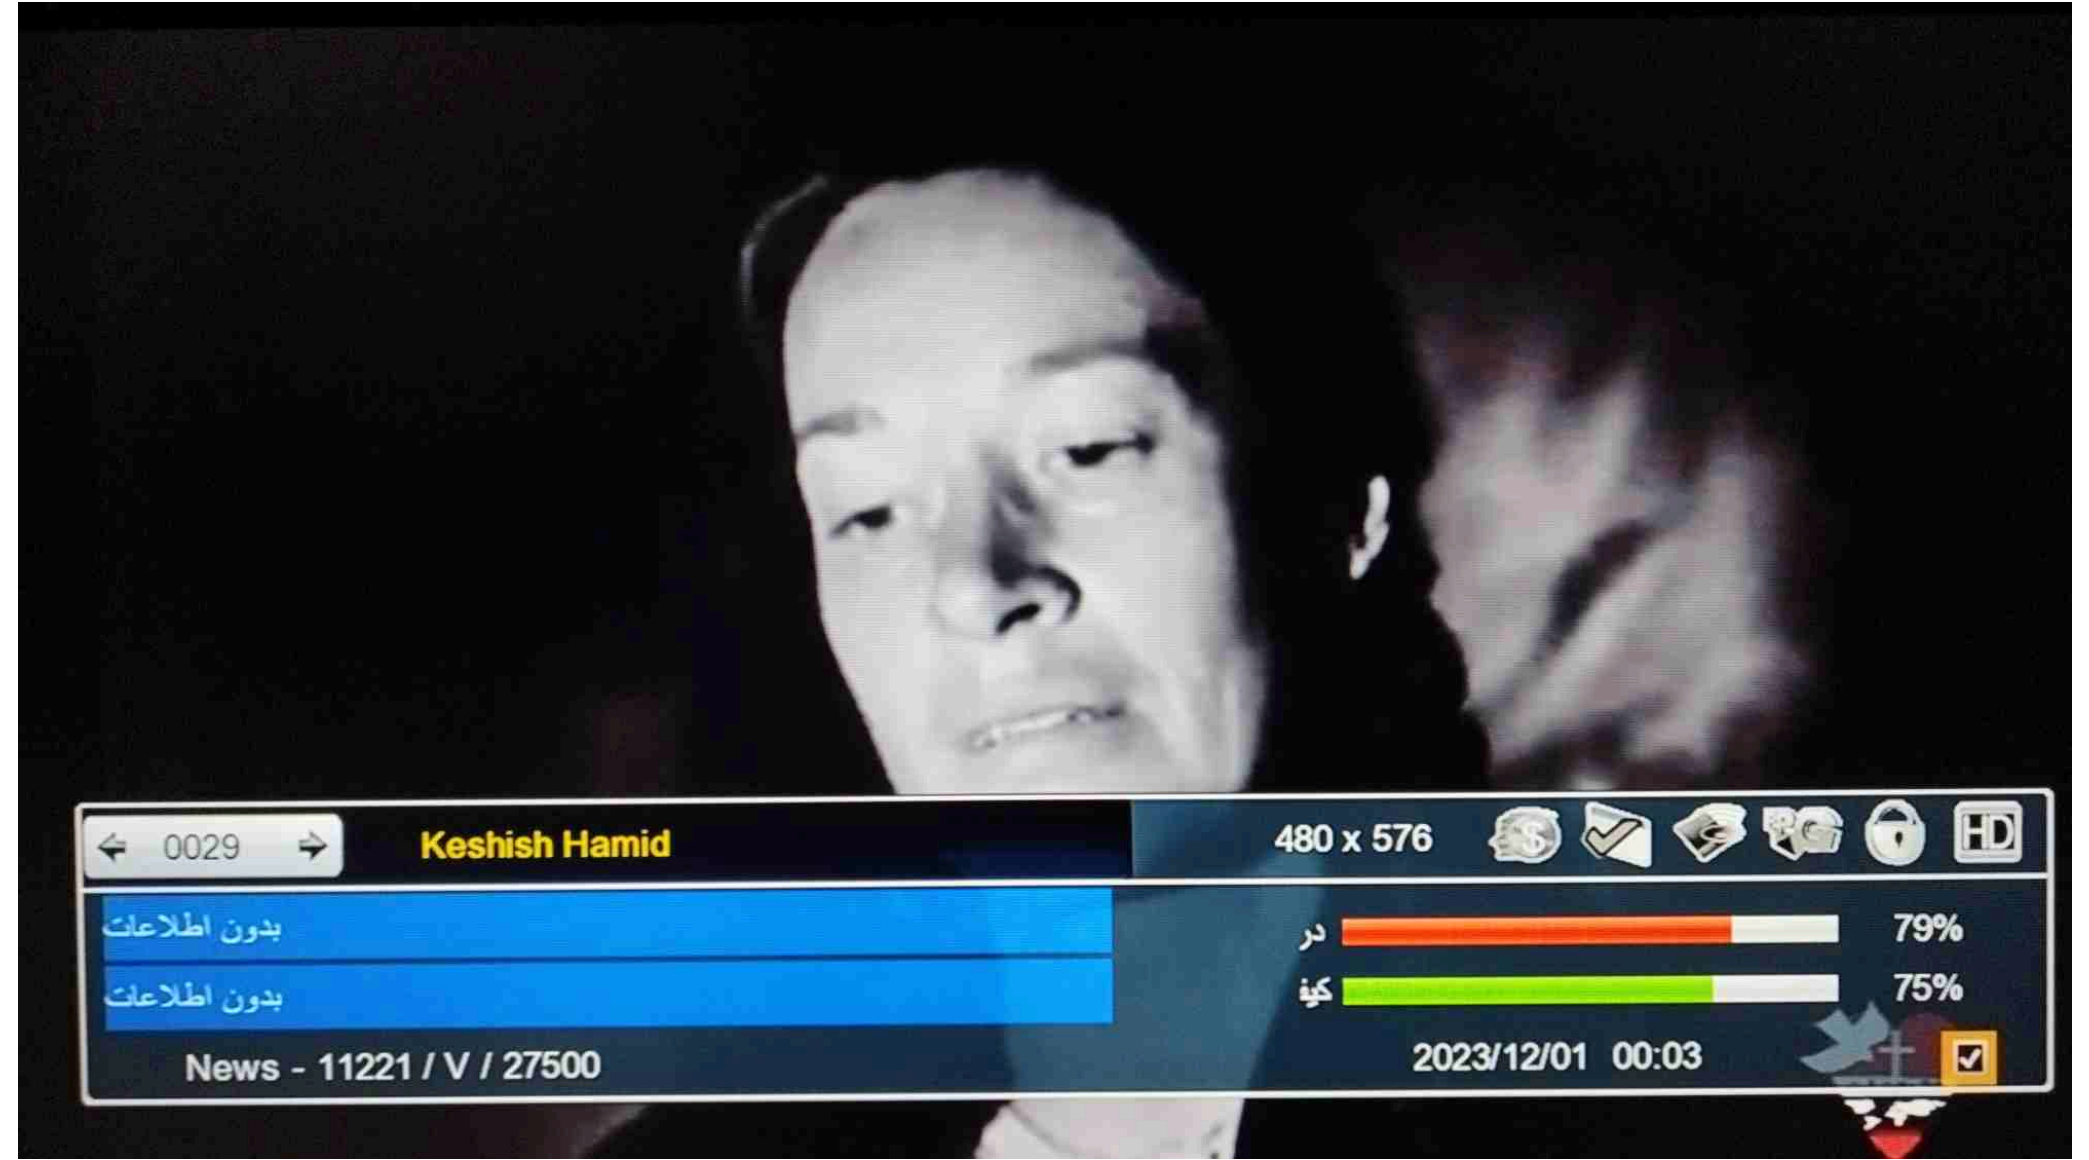 0029 Keshish Hamid 480 x 576 HD
بدون اطلاعات
در 79%
بدون اطلاعات
کیف 75%
News - 11221 / V / 27500 2023/12/01 00:03